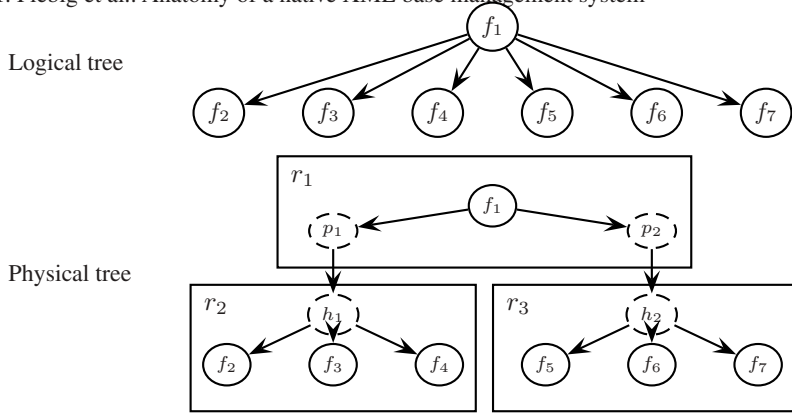 Fiebig et al.: Anatomy of a native XML base management system
f1
Logical tree
f2 f3 f4 f5 f6 f7
r1
f1
p1 p2
Physical tree
r2 r3
h1 h2
f2 f3 f4 f5 f6 f7